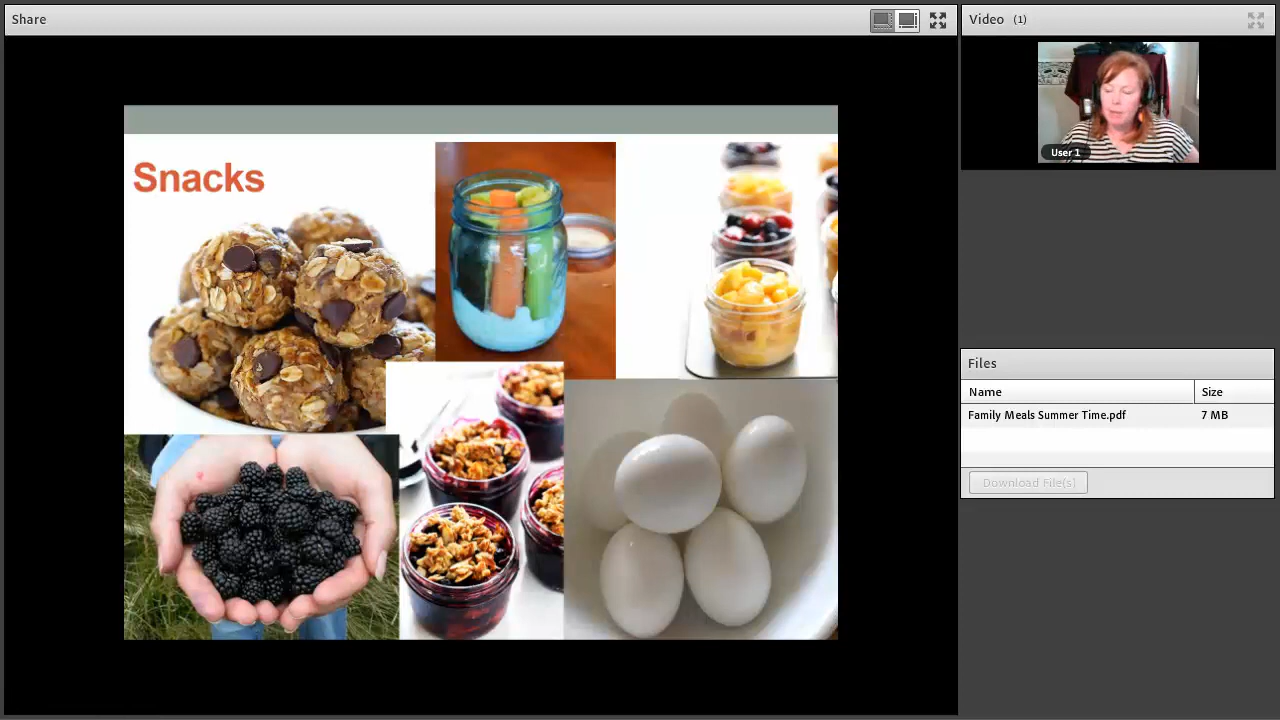 Share
Video (1)
Snacks
User 1
Files
Name Size
Family Meals Summer Time.pdf 7 MB
Download File(s)